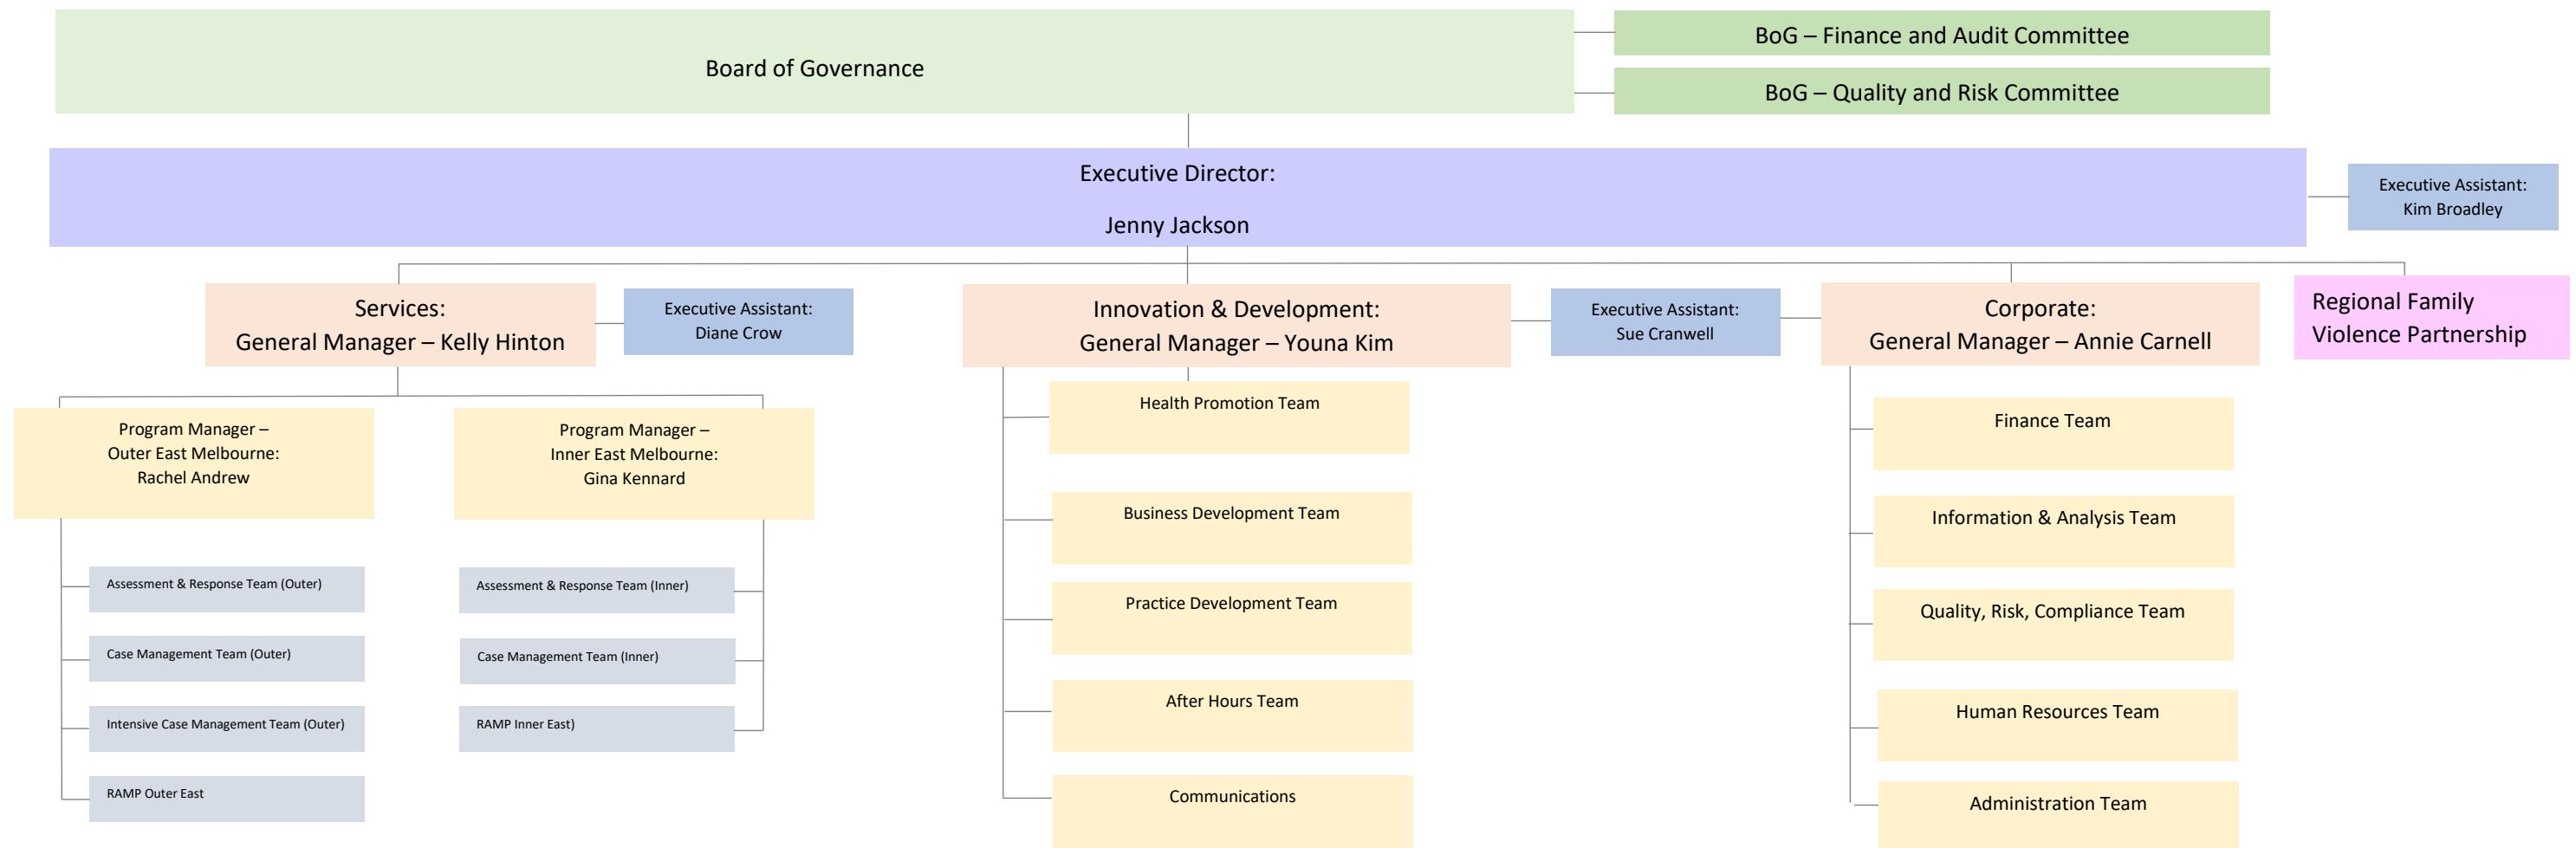 Board of Governance
BoG – Finance and Audit Committee
BoG – Quality and Risk Committee
Executive Director:
Jenny Jackson
Executive Assistant:
Kim Broadley
Services:
General Manager – Kelly Hinton
Executive Assistant:
Diane Crow
Innovation & Development:
General Manager – Youna Kim
Executive Assistant:
Sue Cranwell
Corporate:
General Manager – Annie Carnell
Regional Family
Violence Partnership
Program Manager –
Outer East Melbourne:
Rachel Andrew
Assessment & Response Team (Outer)
Case Management Team (Outer)
Intensive Case Management Team (Outer)
RAMP Outer East
Program Manager –
Inner East Melbourne:
Gina Kennard
Assessment & Response Team (Inner)
Case Management Team (Inner)
RAMP Inner East)
Health Promotion Team
Business Development Team
Practice Development Team
After Hours Team
Communications
Finance Team
Information & Analysis Team
Quality, Risk, Compliance Team
Human Resources Team
Administration Team